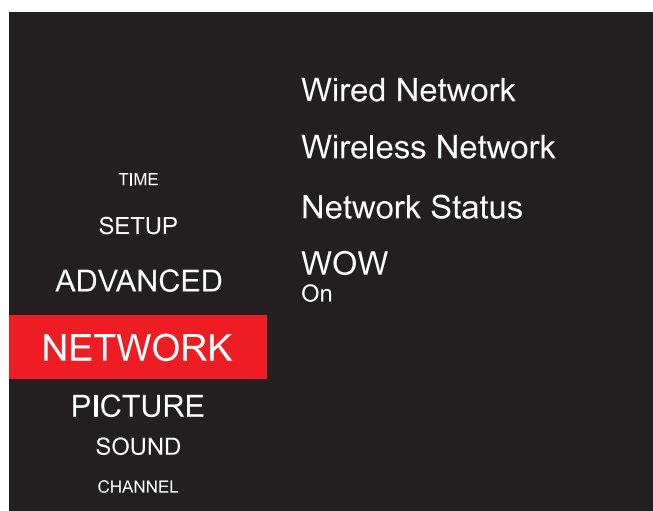 TIME
SETUP
ADVANCED
NETWORK
PICTURE
SOUND
CHANNEL
Wired Network
Wireless Network
Network Status
WOW
On